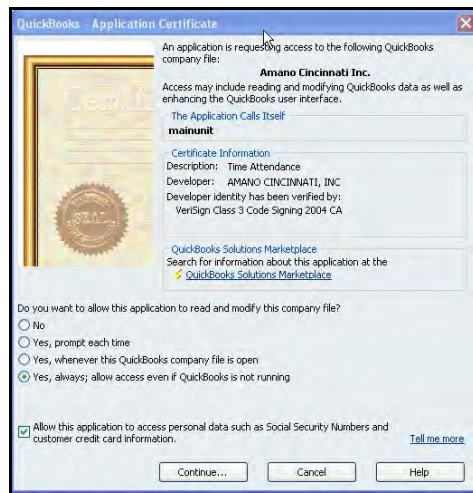 QuickBooks - Application Certificate
An application is requesting access to the following QuickBooks
company file:
Amano Cincinnati Inc.
Access may include reading and modifying QuickBooks data as well as
enhancing the QuickBooks user interface.
The Application Calls Itself
mainunit
Certificate Information
Description: Time Attendance
Developer: AMANO CINCINNATI, INC
Developer identity has been verified by:
VeriSign Class 3 Code Signing 2004 CA
SEAL
QuickBooks Solutions Marketplace
Search for information about this application at the
QuickBooks Solutions Marketplace
Do you want to allow this application to read and modify this company file?
No
Yes, prompt each time
Yes, whenever this QuickBooks company file is open
Yes, always; allow access even if QuickBooks is not running
Allow this application to access personal data such as Social Security Numbers and
customer credit card information.
Tell me more
Continue...
Cancel
Help